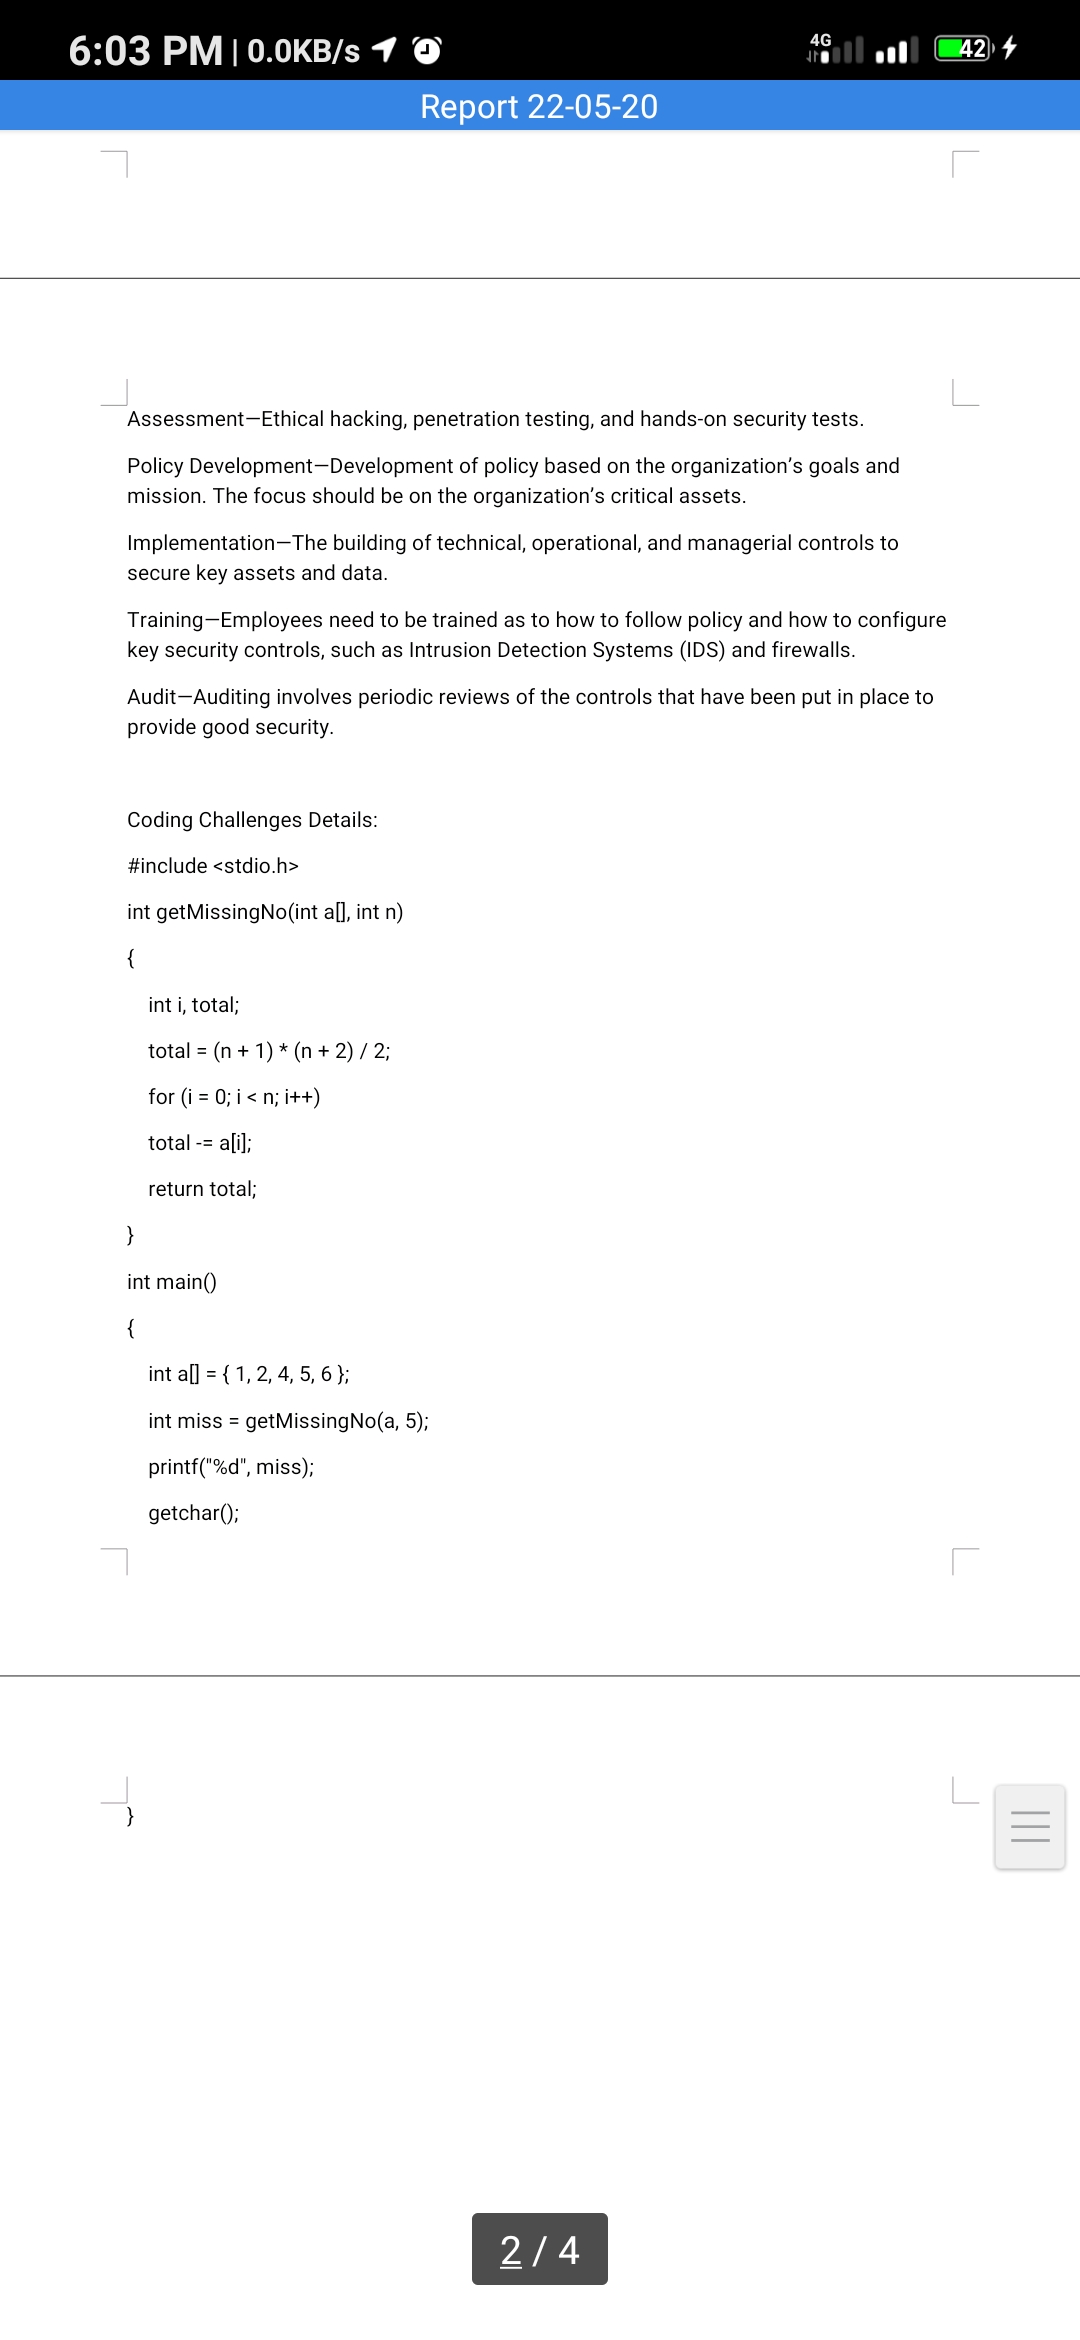 6:03 PM | 0.0KB/s
4G
42
Report 22-05-20
Assessment—Ethical hacking, penetration testing, and hands-on security tests.
Policy Development—Development of policy based on the organization’s goals and
mission. The focus should be on the organization’s critical assets.
Implementation—The building of technical, operational, and managerial controls to
secure key assets and data.
Training—Employees need to be trained as to how to follow policy and how to configure
key security controls, such as Intrusion Detection Systems (IDS) and firewalls.
Audit—Auditing involves periodic reviews of the controls that have been put in place to
provide good security.
Coding Challenges Details:
#include <stdio.h>
int getMissingNo(int a[], int n)
{
int i, total;
total = (n + 1) * (n + 2) / 2;
for (i = 0; i < n; i++)
total -= a[i];
return total;
}
int main()
{
int a[] = { 1, 2, 4, 5, 6 };
int miss = getMissingNo(a, 5);
printf("%d", miss);
getchar();
}
2 / 4